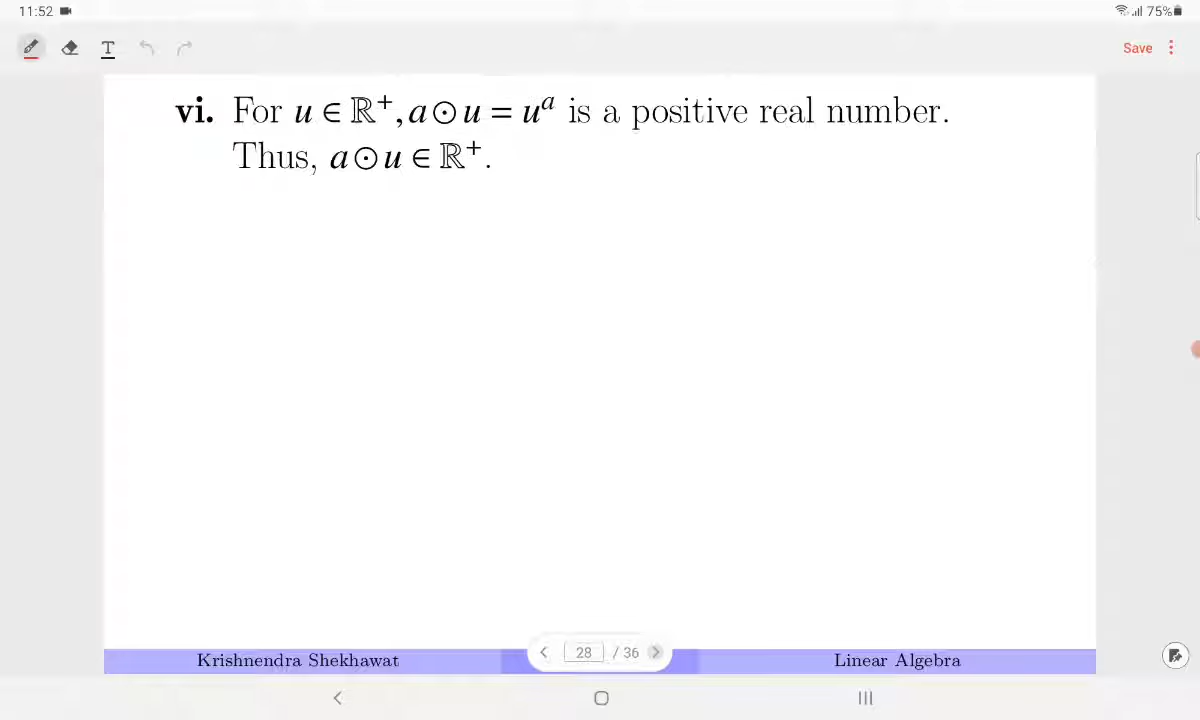 11:52 75%
T Save
vi. For u ∈ ℝ⁺, a ⊙ u = uᵃ is a positive real number.
Thus, a ⊙ u ∈ ℝ⁺.
28 / 36
Krishnendra Shekhawat Linear Algebra